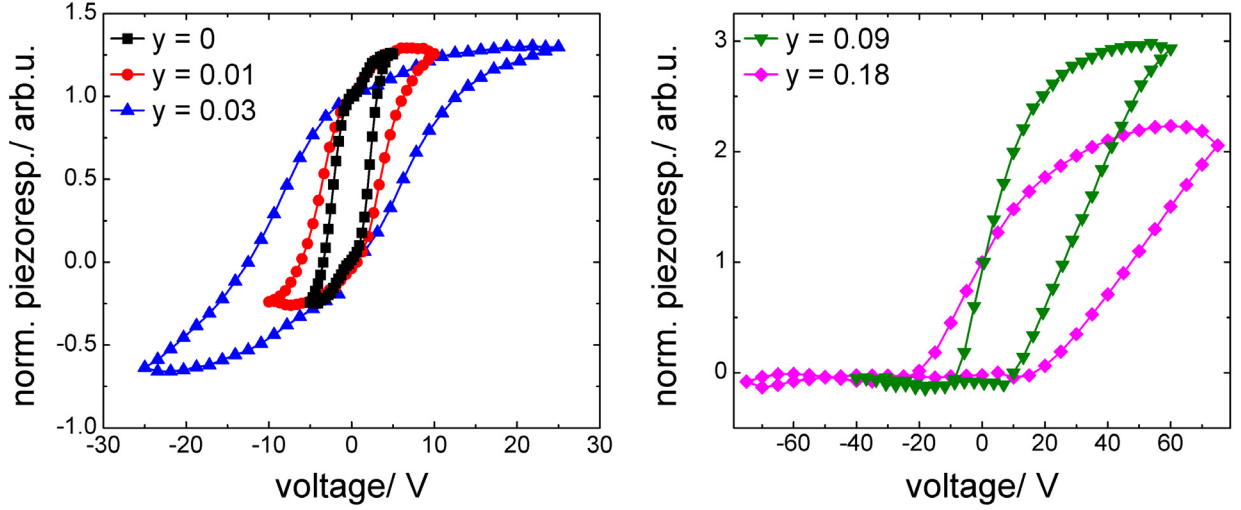 norm. piezoresp./ arb.u.
1.5
1.0
0.5
0.0
-0.5
-1.0
y = 0
y = 0.01
y = 0.03
-30 -20 -10 0 10 20 30
voltage/ V
norm. piezoresp./ arb.u.
3
2
1
0
y = 0.09
y = 0.18
-60 -40 -20 0 20 40 60
voltage/ V